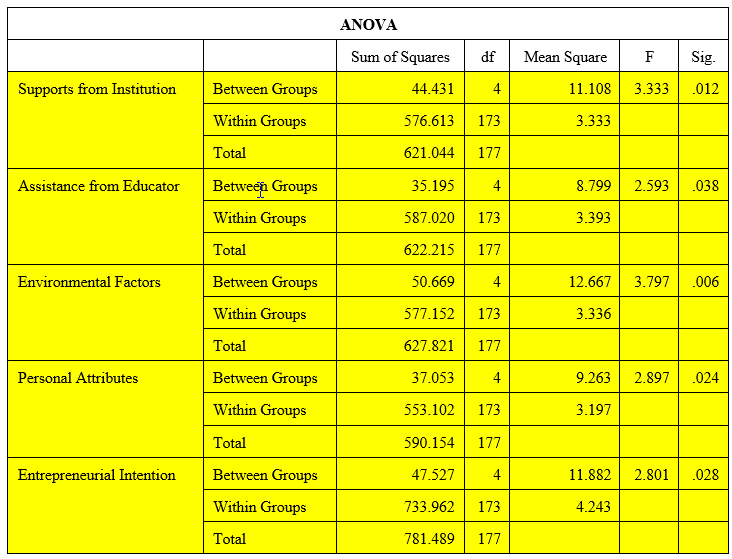 ANOVA
Sum of Squares df Mean Square F Sig.
Supports from Institution Between Groups 44.431 4 11.108 3.333 .012
Within Groups 576.613 173 3.333
Total 621.044 177
Assistance from Educator Between Groups 35.195 4 8.799 2.593 .038
Within Groups 587.020 173 3.393
Total 622.215 177
Environmental Factors Between Groups 50.669 4 12.667 3.797 .006
Within Groups 577.152 173 3.336
Total 627.821 177
Personal Attributes Between Groups 37.053 4 9.263 2.897 .024
Within Groups 553.102 173 3.197
Total 590.154 177
Entrepreneurial Intention Between Groups 47.527 4 11.882 2.801 .028
Within Groups 733.962 173 4.243
Total 781.489 177